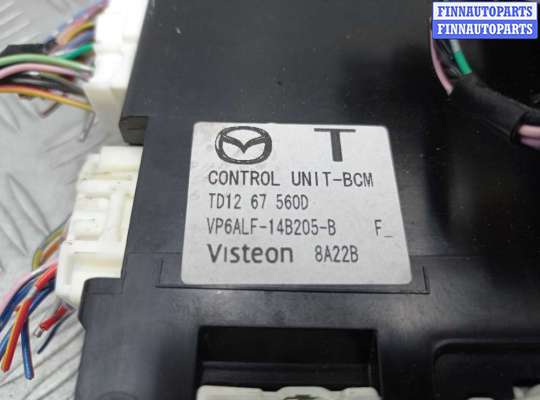 FINNAUTOPARTS
FINNAUTOPARTS
T
CONTROL UNIT-BCM
TD12 67 560D
VP6ALF-14B205-B F_
Visteon 8A22B